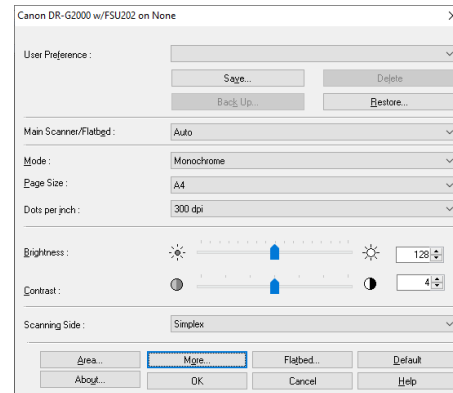 Canon DR-G2000 w/FSU202 on None
User Preference :
Save... Delete
Back Up... Restore...
Main Scanner/Flatbed : Auto
Mode : Monochrome
Page Size : A4
Dots per inch : 300 dpi
Brightness : 128
Contrast : 4
Scanning Side : Simplex
Area... More... Flatbed... Default
About... OK Cancel Help